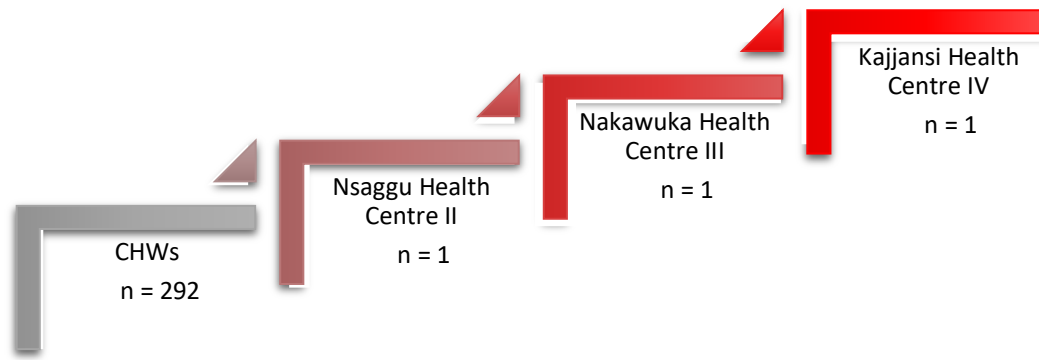 CHWs
n = 292
Nsaggu Health
Centre II
n = 1
Nakawuka Health
Centre III
n = 1
Kajjansi Health
Centre IV
n = 1